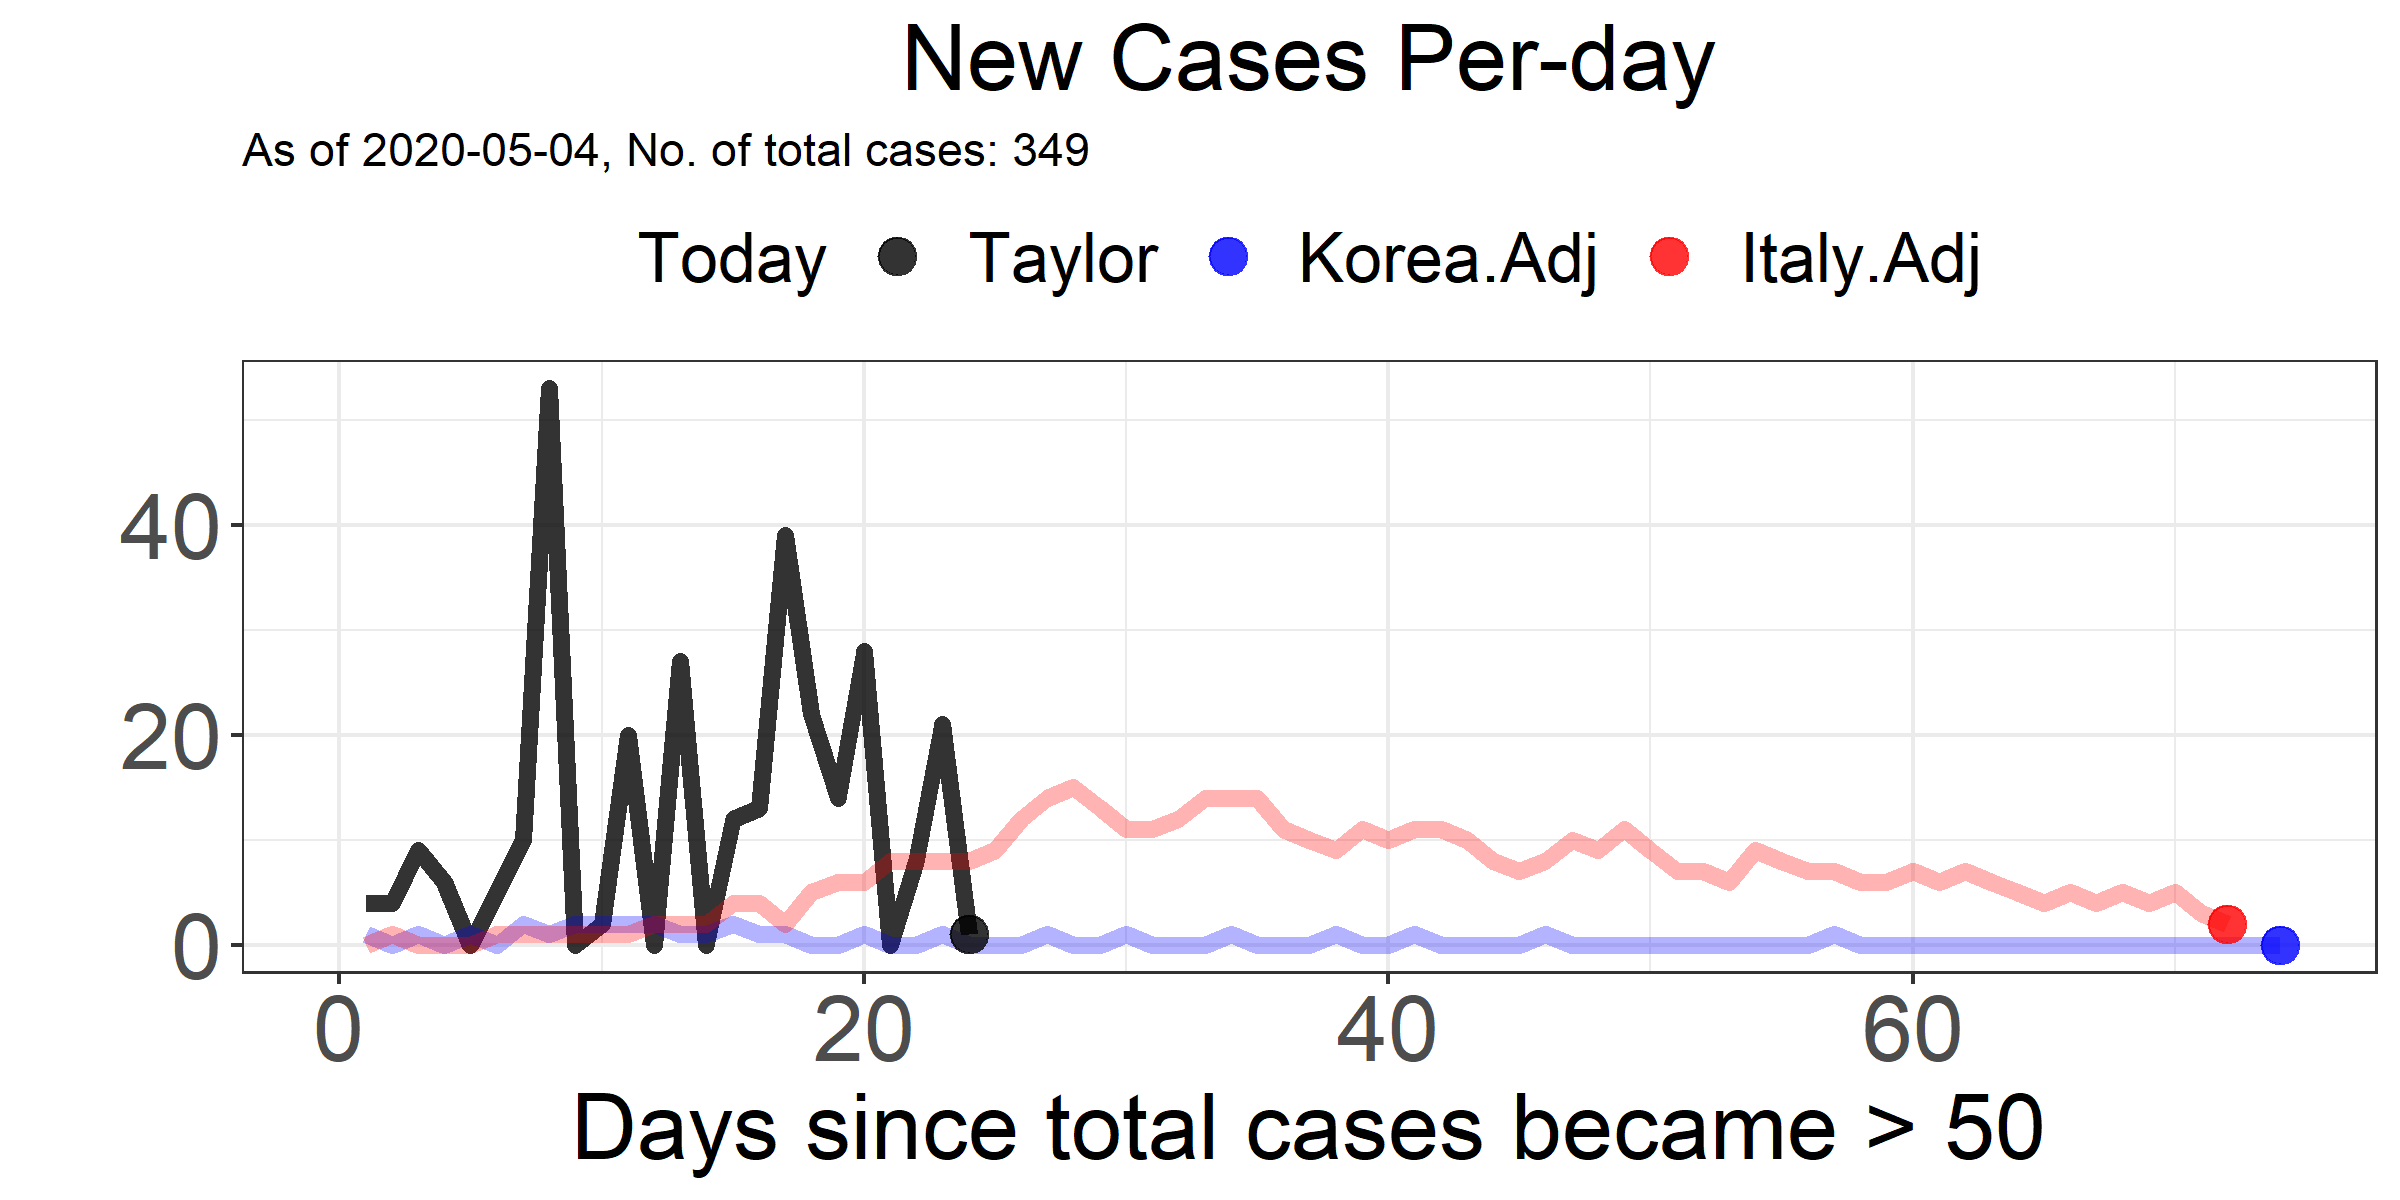 New Cases Per-day
As of 2020-05-04, No. of total cases: 349
Today Taylor Korea.Adj Italy.Adj
40
20
0
0 20 40 60
Days since total cases became > 50